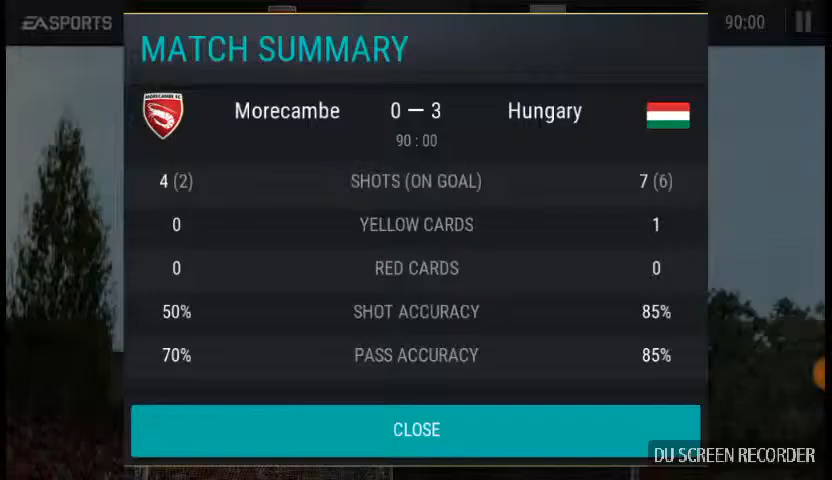 EA SPORTS
90:00
MATCH SUMMARY
MORECAMBE FC
Morecambe 0 — 3 Hungary
90 : 00
4 (2) SHOTS (ON GOAL) 7 (6)
0 YELLOW CARDS 1
0 RED CARDS 0
50% SHOT ACCURACY 85%
70% PASS ACCURACY 85%
CLOSE
DU SCREEN RECORDER